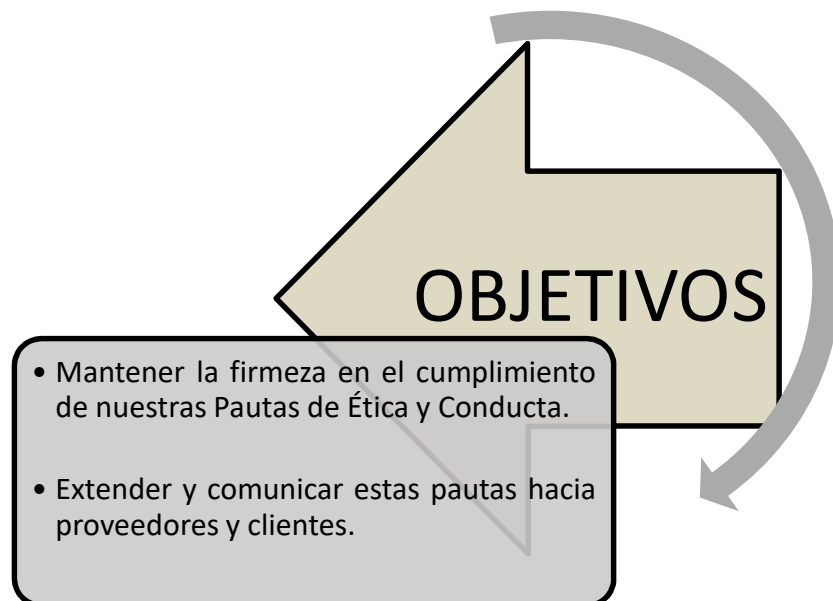 OBJETIVOS
• Mantener la firmeza en el cumplimiento
de nuestras Pautas de Ética y Conducta.
• Extender y comunicar estas pautas hacia
proveedores y clientes.